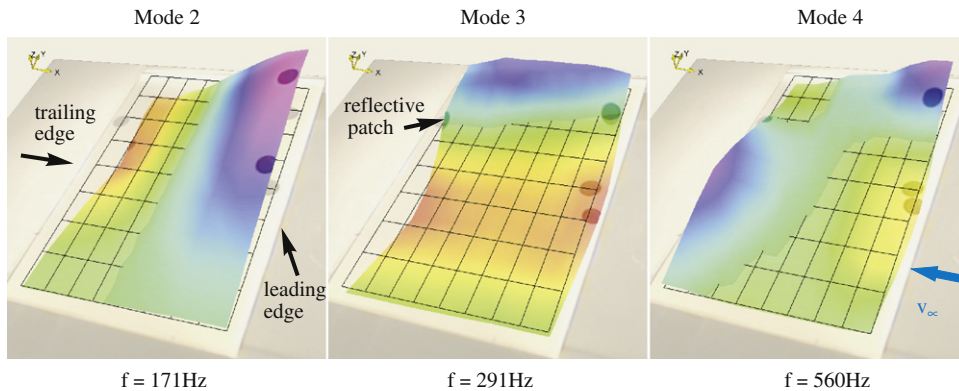 Mode 2
Mode 3
Mode 4
Z Y
X
Z Y
X
Z Y
X
trailing
edge
reflective
patch
leading
edge
v∞
f = 171Hz
f = 291Hz
f = 560Hz